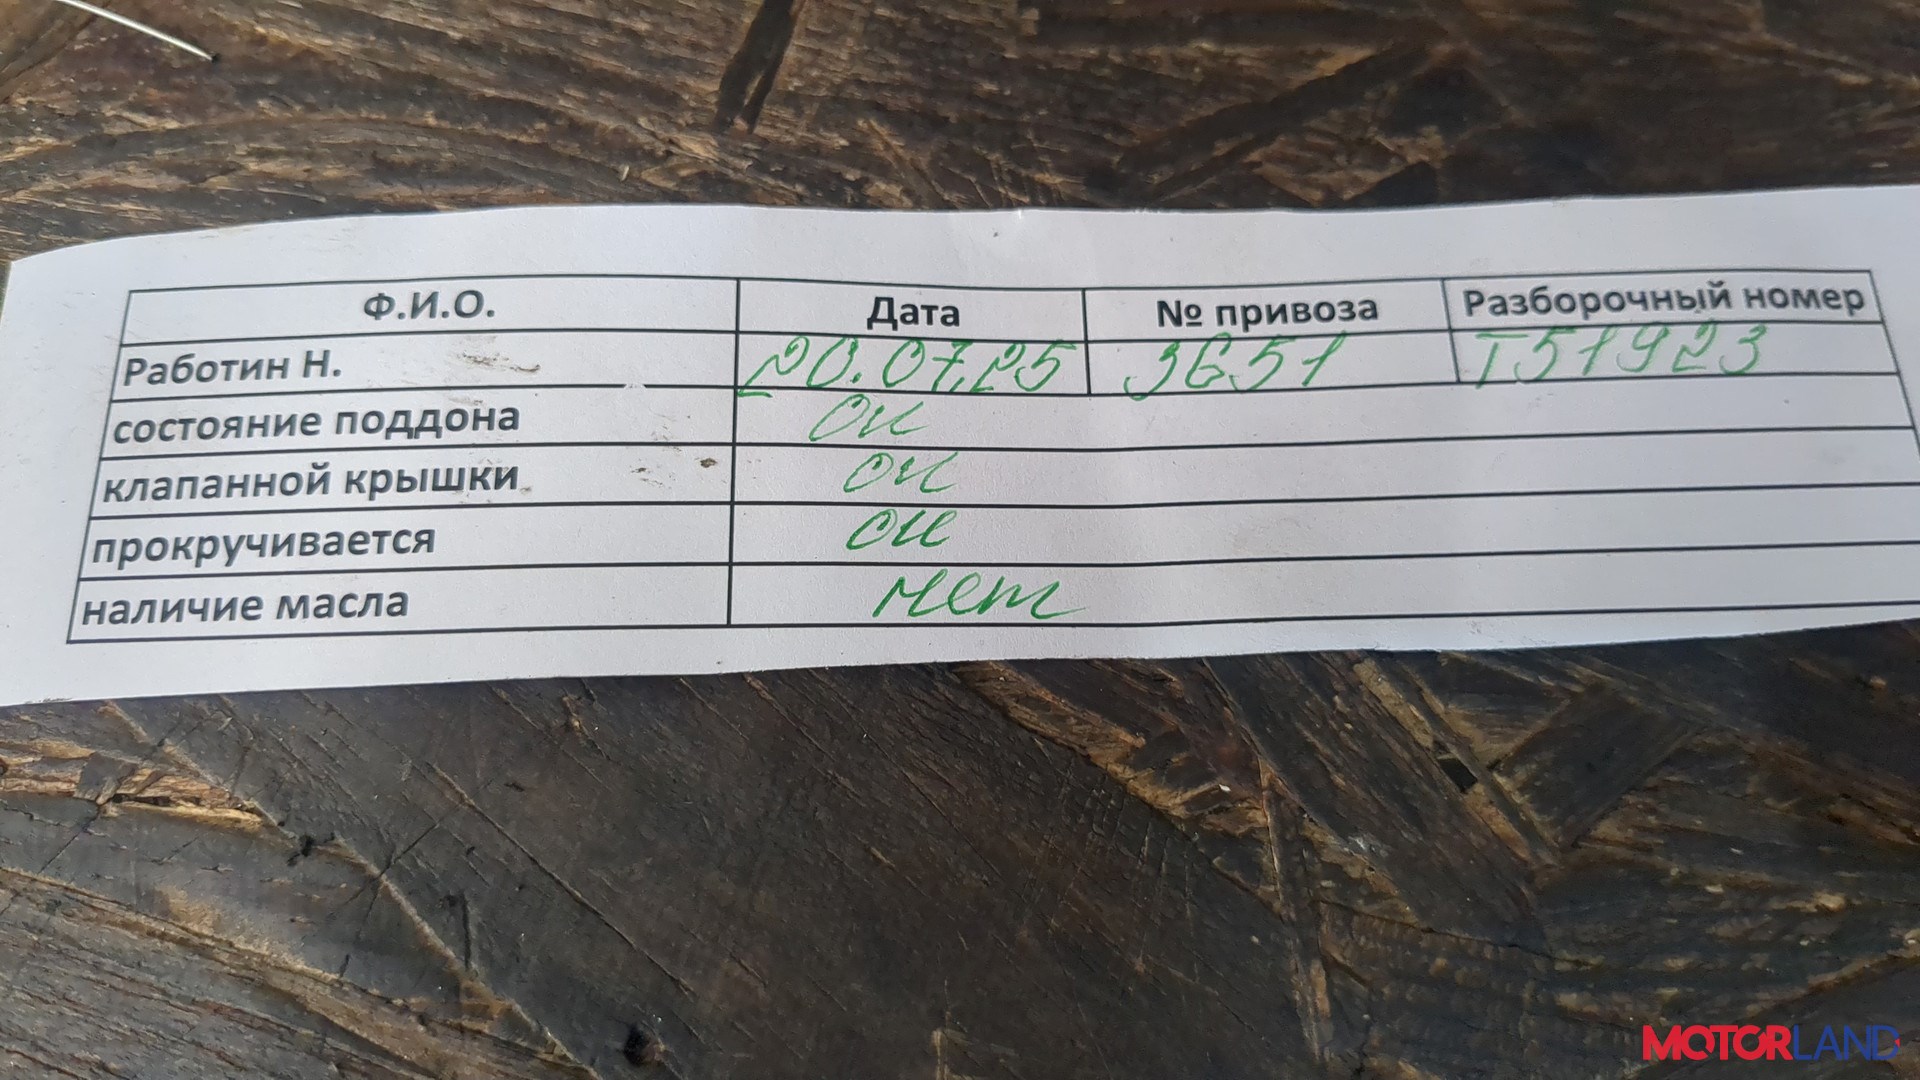 Ф.И.О. Дата № привоза Разборочный номер
Работин Н. 20.07.25 3651 T51923
состояние поддона ок
клапанной крышки ок
прокручивается ок
наличие масла нет
MOTORLAND